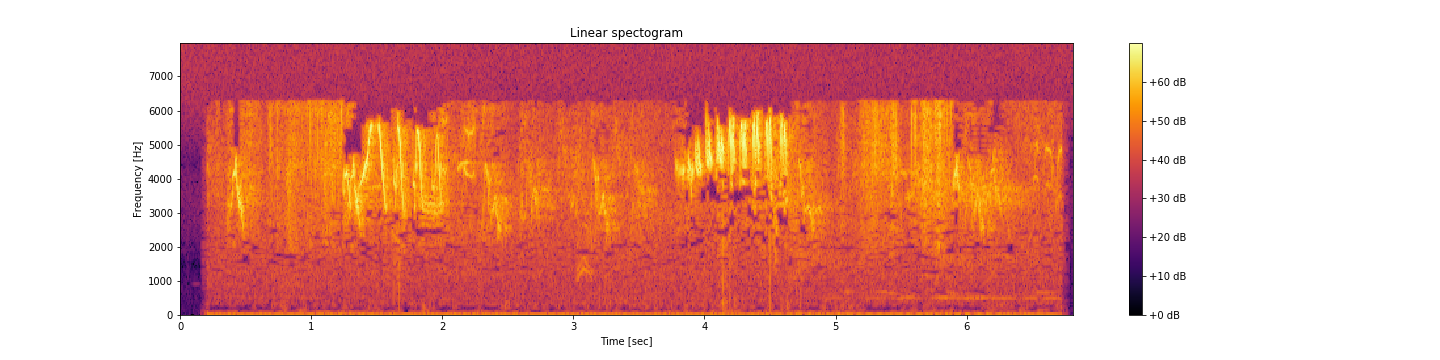 Linear spectogram
Frequency [Hz]
7000
6000
5000
4000
3000
2000
1000
0
0 1 2 3 4 5 6
Time [sec]
+60 dB
+50 dB
+40 dB
+30 dB
+20 dB
+10 dB
+0 dB